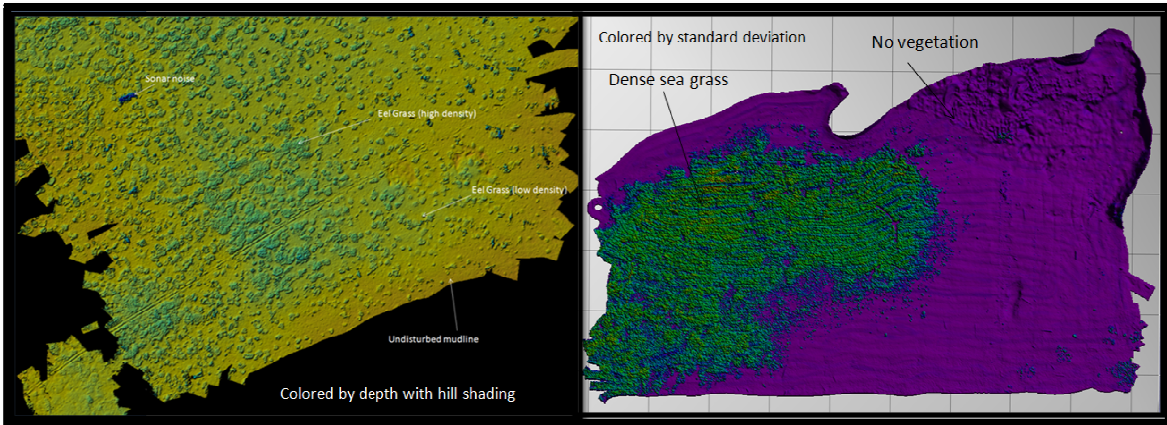 Sonar noise
Eel Grass (high density)
Eel Grass (low density)
Undisturbed mudline
Colored by depth with hill shading
Colored by standard deviation
No vegetation
Dense sea grass